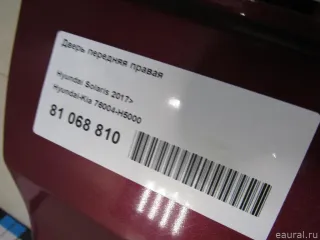 Дверь передняя правая
Hyundai Solaris 2017>
Hyundai-Kia 76004-H5000
81 068 810
eaural.ru